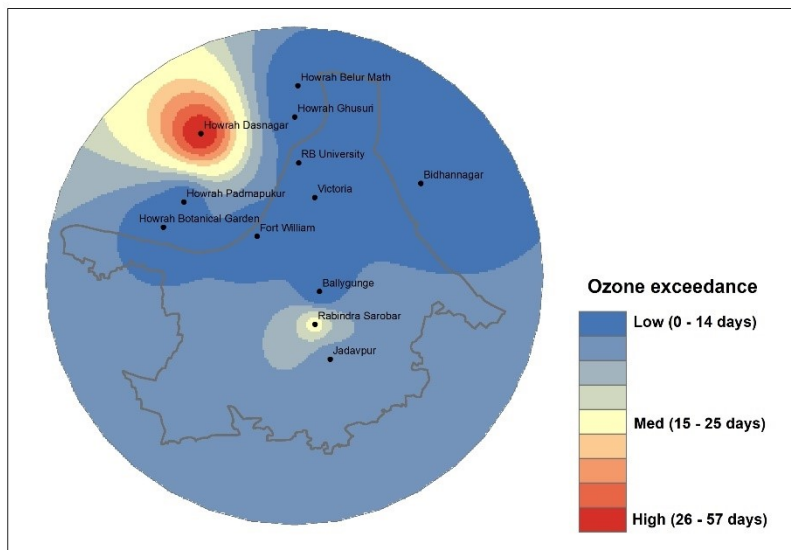 Howrah Belur Math
Howrah Ghusuri
Howrah Dasnagar
RB University
Bidhannagar
Victoria
Howrah Padmapukur
Howrah Botanical Garden
Fort William
Ballygunge
Rabindra Sarobar
Jadavpur
Ozone exceedance
Low (0 - 14 days)
Med (15 - 25 days)
High (26 - 57 days)